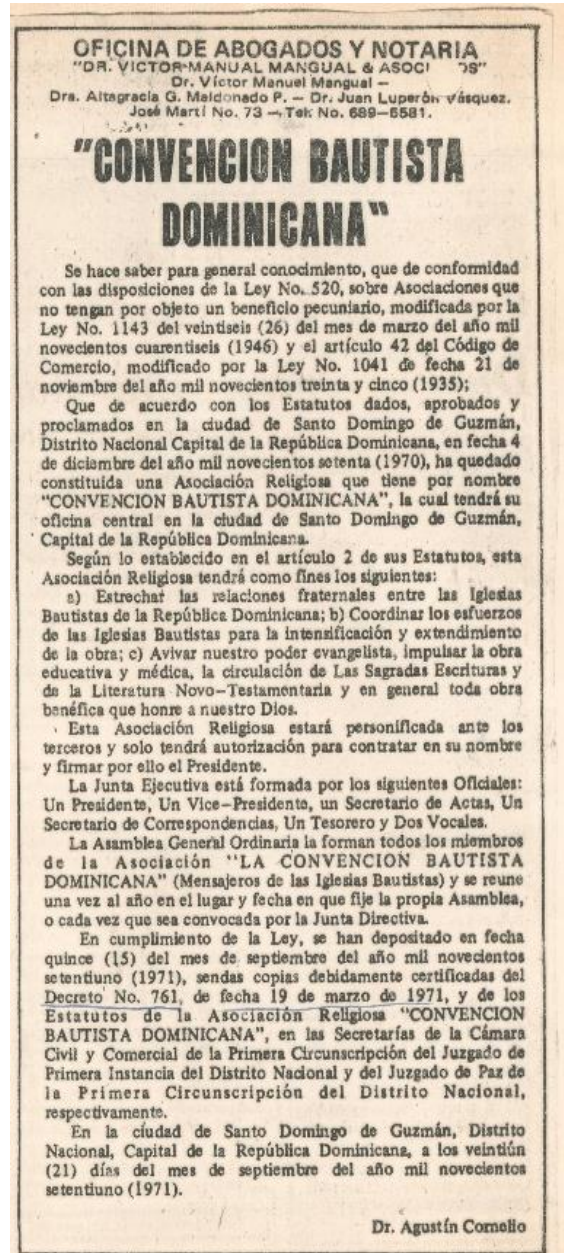 OFICINA DE ABOGADOS Y NOTARIA
"DR. VICTOR MANUAL MANGUAL & ASOCI OS"
Dr. Víctor Manuel Mangual —
Dra. Altagracia G. Maldonado P. — Dr. Juan Luperón Vásquez.
José Martí No. 73 — Tel: No. 689—5581.
"CONVENCION BAUTISTA
DOMINICANA"
Se hace saber para general conocimiento, que de conformidad
con las disposiciones de la Ley No. 520, sobre Asociaciones que
no tengan por objeto un beneficio pecuniario, modificada por la
Ley No. 1143 del veintiseis (26) del mes de marzo del año mil
novecientos cuarentiseis (1946) y el artículo 42 del Código de
Comercio, modificado por la Ley No. 1041 de fecha 21 de
noviembre del año mil novecientos treinta y cinco (1935);
Que de acuerdo con los Estatutos dados, aprobados y
proclamados en la ciudad de Santo Domingo de Guzmán,
Distrito Nacional Capital de la República Dominicana, en fecha 4
de diciembre del año mil novecientos setenta (1970), ha quedado
constituida una Asociación Religiosa que tiene por nombre
"CONVENCION BAUTISTA DOMINICANA", la cual tendrá su
oficina central en la ciudad de Santo Domingo de Guzmán,
Capital de la República Dominicana.
Según lo establecido en el artículo 2 de sus Estatutos, esta
Asociación Religiosa tendrá como fines los siguientes:
a) Estrechar las relaciones fraternales entre las Iglesias
Bautistas de la República Dominicana; b) Coordinar los esfuerzos
de las Iglesias Bautistas para la intensificación y extendimiento
de la obra; c) Avivar nuestro poder evangelista, impulsar la obra
educativa y médica, la circulación de Las Sagradas Escrituras y
de la Literatura Novo—Testamentaria y en general toda obra
benéfica que honre a nuestro Dios.
Esta Asociación Religiosa estará personificada ante los
terceros y solo tendrá autorización para contratar en su nombre
y firmar por ello el Presidente.
La Junta Ejecutiva está formada por los siguientes Oficiales:
Un Presidente, Un Vice—Presidente, un Secretario de Actas, Un
Secretario de Correspondencias, Un Tesorero y Dos Vocales.
La Asamblea General Ordinaria la forman todos los miembros
de la Asociación "LA CONVENCION BAUTISTA
DOMINICANA" (Mensajeros de las Iglesias Bautistas) y se reune
una vez al año en el lugar y fecha en que fije la propia Asamblea,
o cada vez que sea convocada por la Junta Directiva.
En cumplimiento de la Ley, se han depositado en fecha
quince (15) del mes de septiembre del año mil novecientos
setentiuno (1971), sendas copias debidamente certificadas del
Decreto No. 761, de fecha 19 de marzo de 1971, y de los
Estatutos de la Asociación Religiosa "CONVENCION
BAUTISTA DOMINICANA", en las Secretarías de la Cámara
Civil y Comercial de la Primera Circunscripción del Juzgado de
Primera Instancia del Distrito Nacional y del Juzgado de Paz de
la Primera Circunscripción del Distrito Nacional,
respectivamente.
En la ciudad de Santo Domingo de Guzmán, Distrito
Nacional, Capital de la República Dominicana, a los veintiún
(21) días del mes de septiembre del año mil novecientos
setentiuno (1971).
Dr. Agustín Cornelio